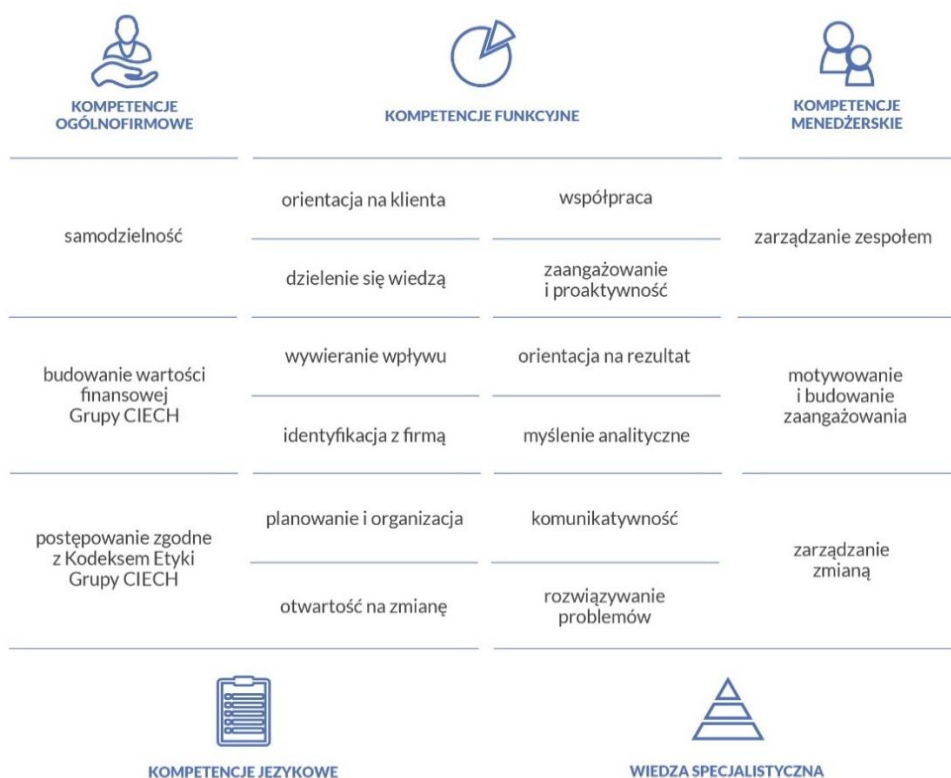 KOMPETENCJE
OGÓLNOFIRMOWE
KOMPETENCJE FUNKCYJNE
KOMPETENCJE
MENEDŻERSKIE
samodzielność
orientacja na klienta
współpraca
dzielenie się wiedzą
zaangażowanie
i proaktywność
zarządzanie zespołem
budowanie wartości
finansowej
Grupy CIECH
wywieranie wpływu
orientacja na rezultat
identyfikacja z firmą
myślenie analityczne
motywowanie
i budowanie
zaangażowania
postępowanie zgodne
z Kodeksem Etyki
Grupy CIECH
planowanie i organizacja
komunikatywność
otwartość na zmianę
rozwiązywanie
problemów
zarządzanie
zmianą
KOMPETENCJE JĘZYKOWE
WIEDZA SPECJALISTYCZNA